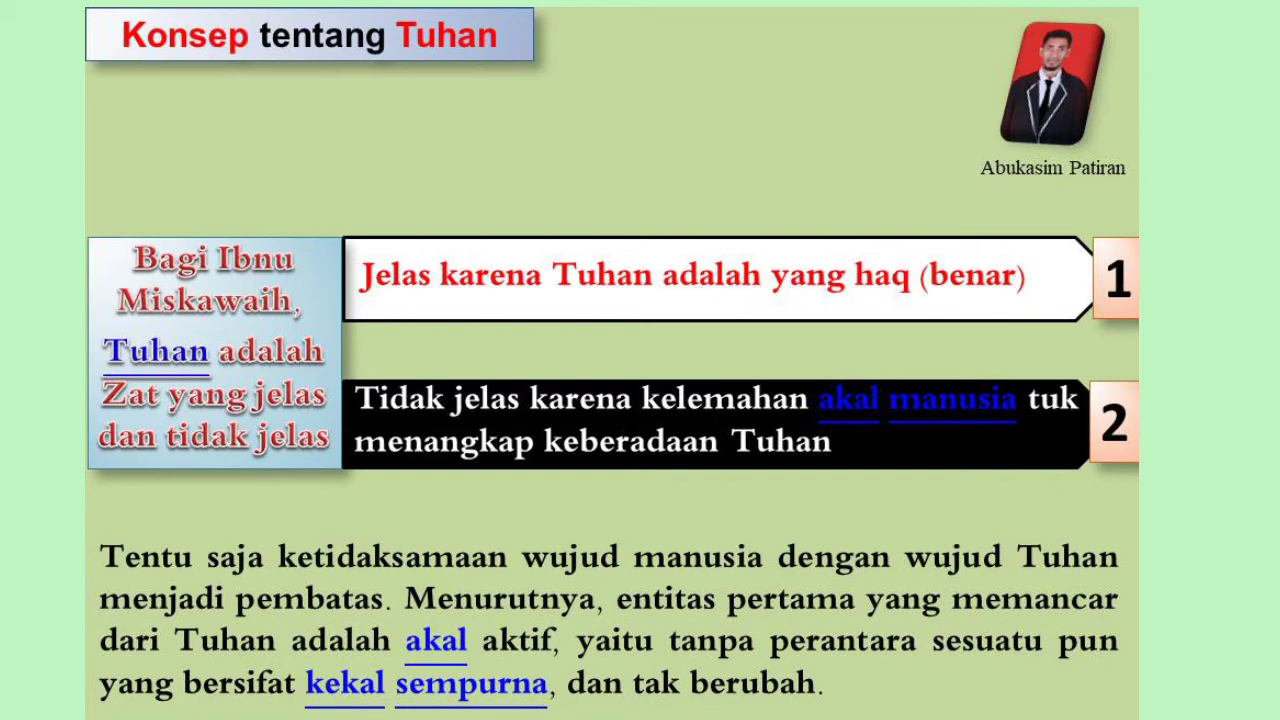 Konsep tentang Tuhan
Abukasim Patiran
Bagi Ibnu
Miskawaih,
Tuhan adalah
Zat yang jelas
dan tidak jelas
Jelas karena Tuhan adalah yang haq (benar)
1
Tidak jelas karena kelemahan akal manusia tuk
menangkap keberadaan Tuhan
2
Tentu saja ketidaksamaan wujud manusia dengan wujud Tuhan
menjadi pembatas. Menurutnya, entitas pertama yang memancar
dari Tuhan adalah akal aktif, yaitu tanpa perantara sesuatu pun
yang bersifat kekal sempurna, dan tak berubah.